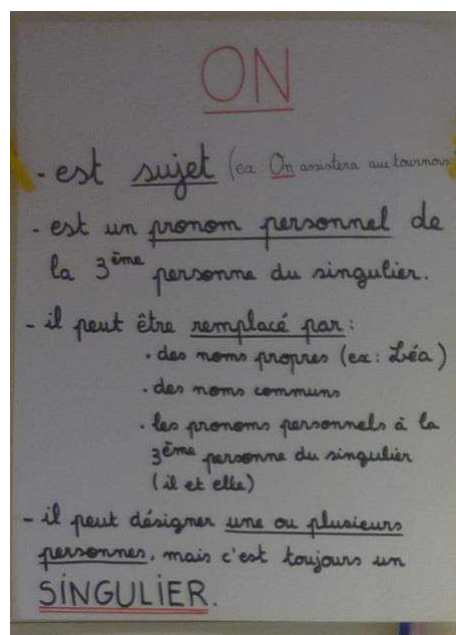 ON
- est sujet (ex : On assistera aux tournois
- est un pronom personnel de
la 3ème personne du singulier.
- il peut être remplacé par :
. des noms propres (ex : Léa)
. des noms communs
. les pronoms personnels à la
3ème personne du singulier
(il et elle)
- il peut désigner une ou plusieurs
personnes, mais c'est toujours un
SINGULIER.